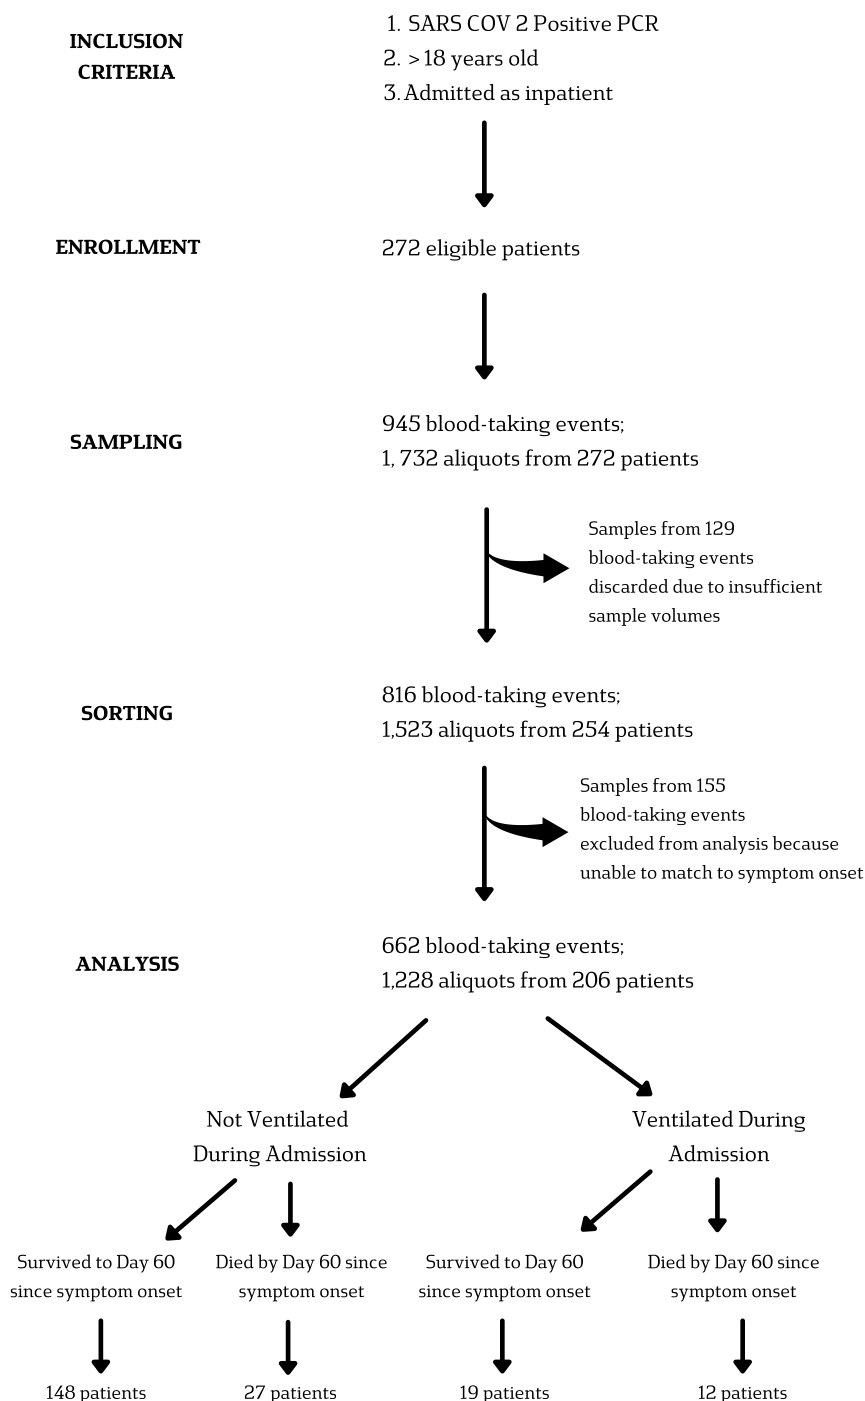 INCLUSION
CRITERIA
1. SARS COV 2 Positive PCR
2. >18 years old
3. Admitted as inpatient
ENROLLMENT
272 eligible patients
SAMPLING
945 blood-taking events;
1, 732 aliquots from 272 patients
Samples from 129
blood-taking events
discarded due to insufficient
sample volumes
SORTING
816 blood-taking events;
1,523 aliquots from 254 patients
Samples from 155
blood-taking events
excluded from analysis because
unable to match to symptom onset
ANALYSIS
662 blood-taking events;
1,228 aliquots from 206 patients
Not Ventilated
During Admission
Ventilated During
Admission
Survived to Day 60
since symptom onset
Died by Day 60 since
symptom onset
Survived to Day 60
since symptom onset
Died by Day 60 since
symptom onset
148 patients
27 patients
19 patients
12 patients